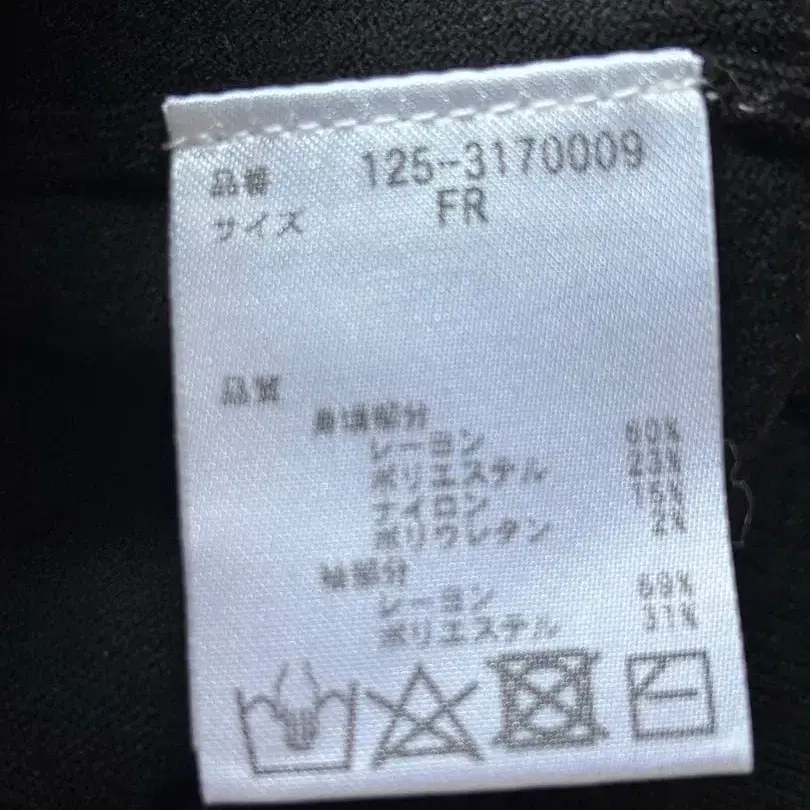 品番 125-3170009
サイズ FR
品質
身頃部分
レーヨン 60%
ポリエステル 23%
ナイロン 15%
ポリウレタン 2%
袖部分
レーヨン 69%
ポリエステル 31%